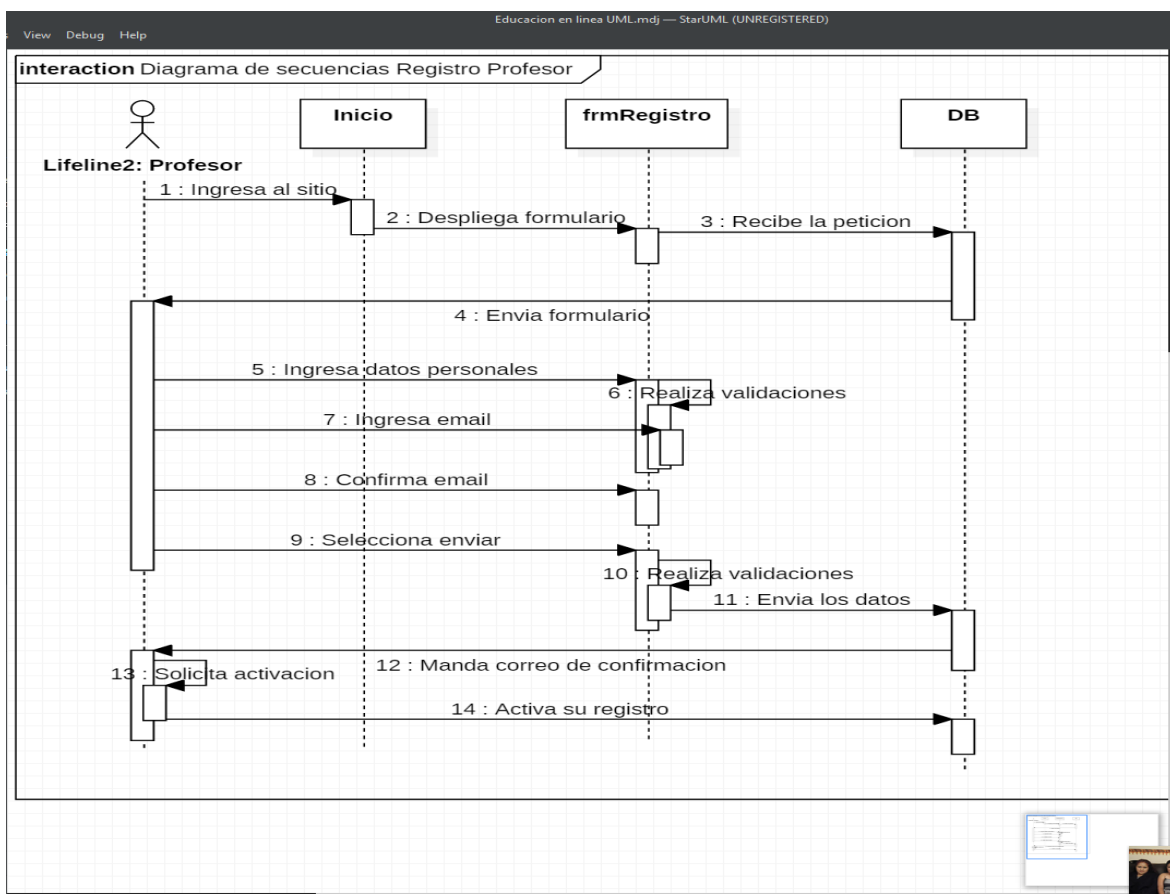 Educacion en linea UML.mdj — StarUML (UNREGISTERED)
View Debug Help
interaction Diagrama de secuencias Registro Profesor
Inicio
frmRegistro
DB
Lifeline2: Profesor
1 : Ingresa al sitio
2 : Despliega formulario
3 : Recibe la peticion
4 : Envia formulario
5 : Ingresa datos personales
6 : Realiza validaciones
7 : Ingresa email
8 : Confirma email
9 : Selecciona enviar
10 : Realiza validaciones
11 : Envia los datos
12 : Manda correo de confirmacion
13 : Solicita activacion
14 : Activa su registro